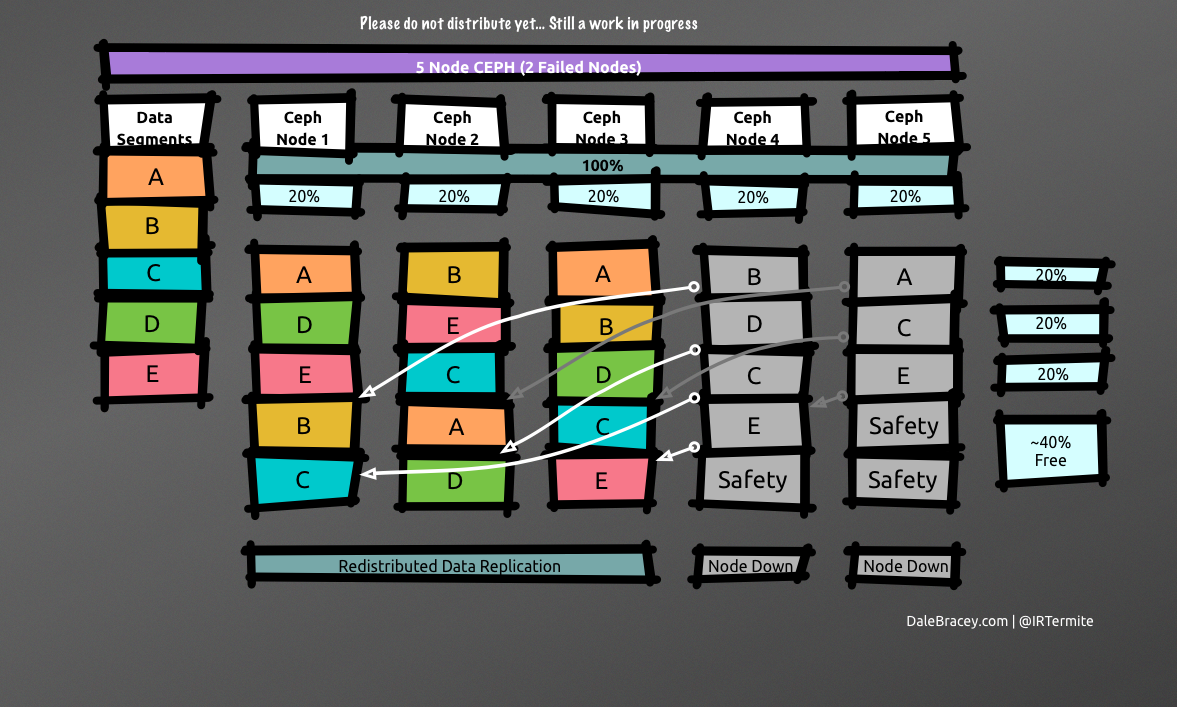 Please do not distribute yet... Still a work in progress
5 Node CEPH (2 Failed Nodes)
Data
Segments
Ceph
Node 1
Ceph
Node 2
Ceph
Node 3
Ceph
Node 4
Ceph
Node 5
100%
20%
20%
20%
20%
20%
A
B
C
D
E
A
D
E
B
C
B
E
C
A
D
A
B
D
C
E
B
D
C
E
Safety
A
C
E
Safety
Safety
20%
20%
20%
~40%
Free
Redistributed Data Replication
Node Down
Node Down
DaleBracey.com | @IRTermite